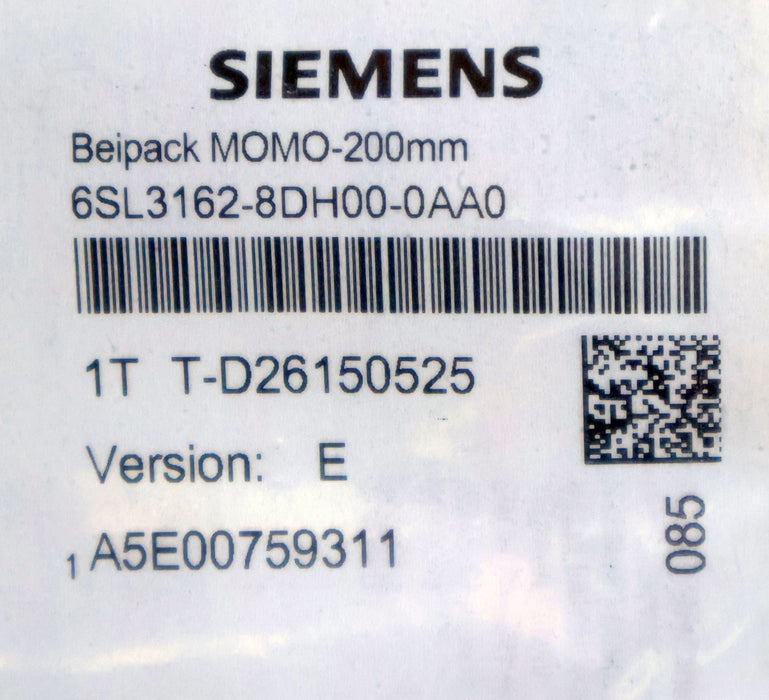 SIEMENS
Beipack MOMO-200mm
6SL3162-8DH00-0AA0
1T T-D26150525
Version: E
1 A5E00759311
085